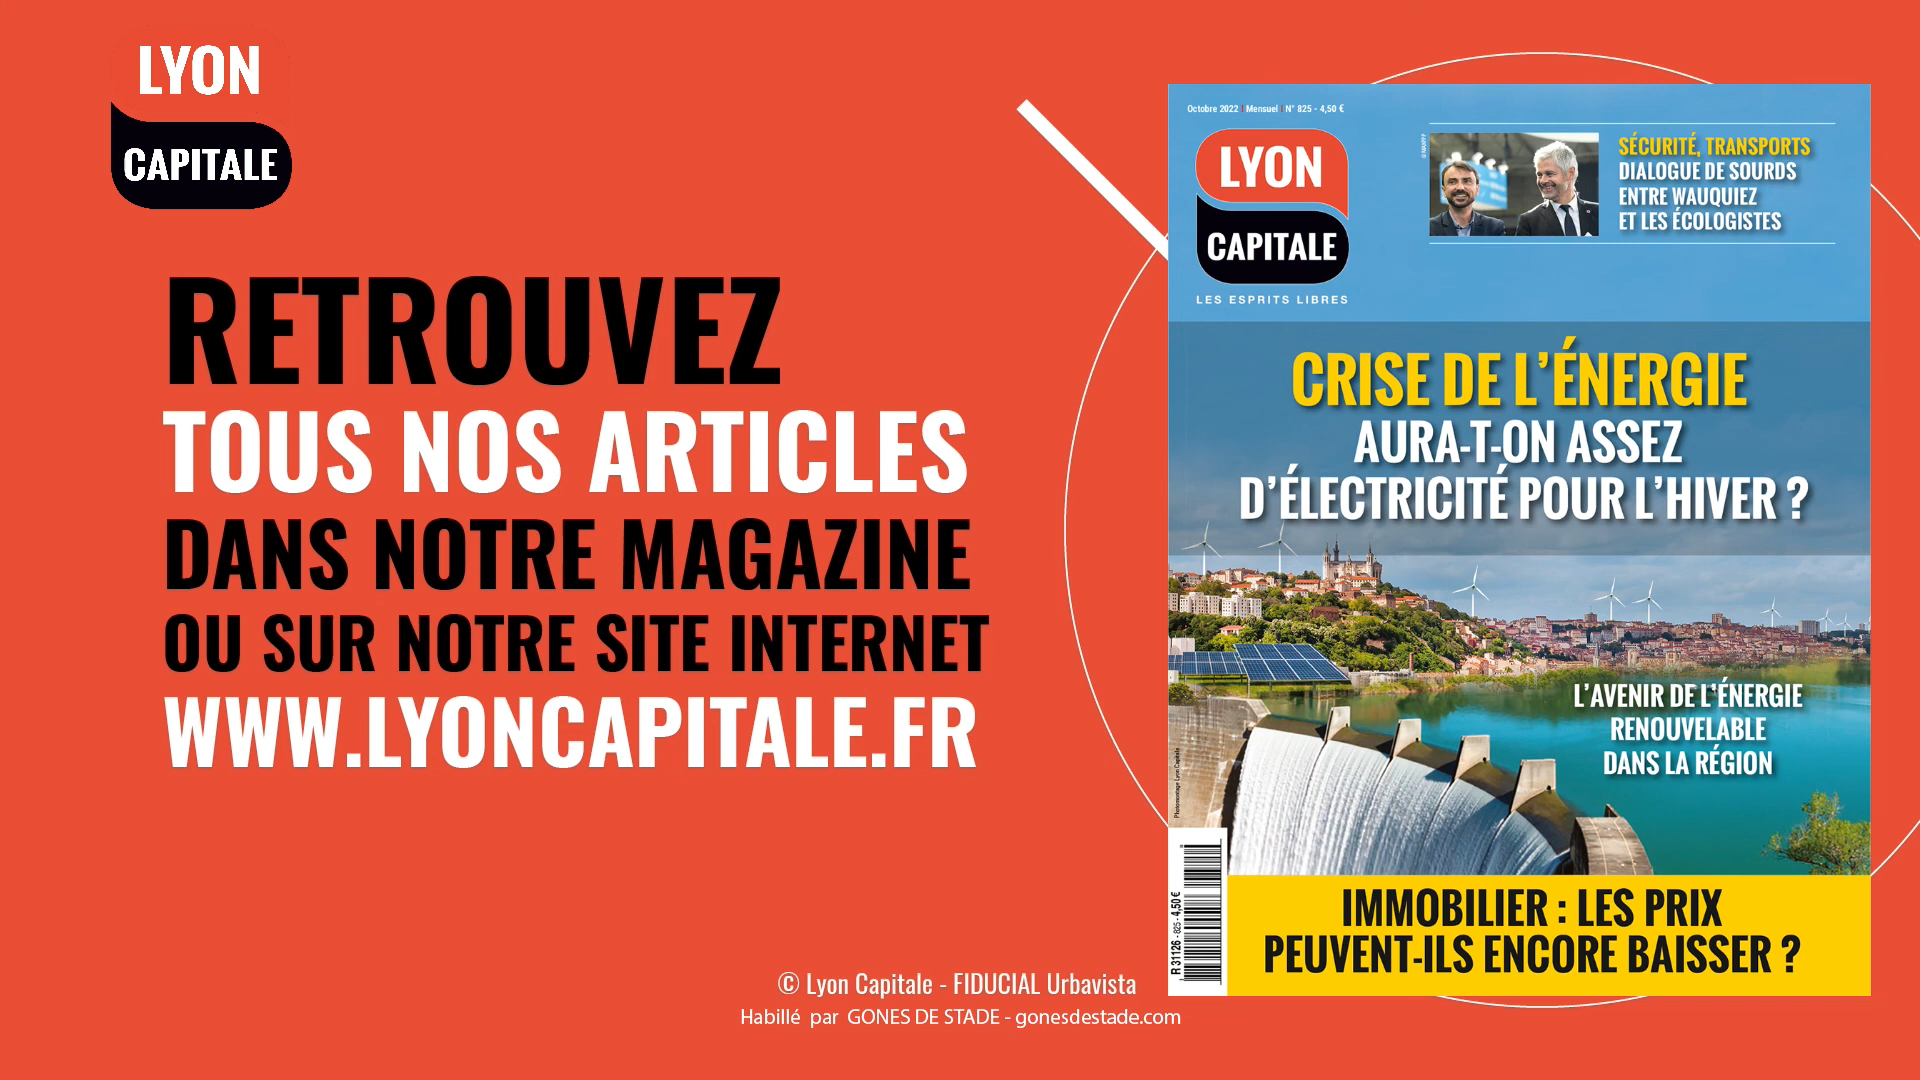 LYON
CAPITALE
RETROUVEZ
TOUS NOS ARTICLES
DANS NOTRE MAGAZINE
OU SUR NOTRE SITE INTERNET
WWW.LYONCAPITALE.FR
Octobre 2022 | Mensuel | N° 825 - 4,50 €
LYON
CAPITALE
LES ESPRITS LIBRES
SÉCURITÉ, TRANSPORTS
DIALOGUE DE SOURDS
ENTRE WAUQUIEZ
ET LES ÉCOLOGISTES
CRISE DE L'ÉNERGIE
AURA-T-ON ASSEZ
D'ÉLECTRICITÉ POUR L'HIVER ?
L'AVENIR DE L'ÉNERGIE
RENOUVELABLE
DANS LA RÉGION
Photomontage Lyon Capitale
R 31126 - 825 - 4,50 €
IMMOBILIER : LES PRIX
PEUVENT-ILS ENCORE BAISSER ?
© Lyon Capitale - FIDUCIAL Urbavista
Habillé par GONES DE STADE - gonesdestade.com